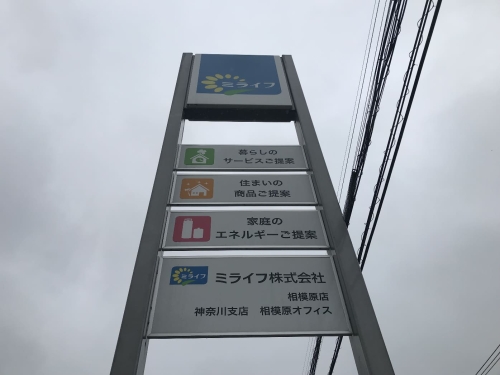 ミライフ
暮らしの
サービスご提案
住まいの
商品ご提案
家庭の
エネルギーご提案
ミライフ ミライフ株式会社
相模原店
神奈川支店 相模原オフィス